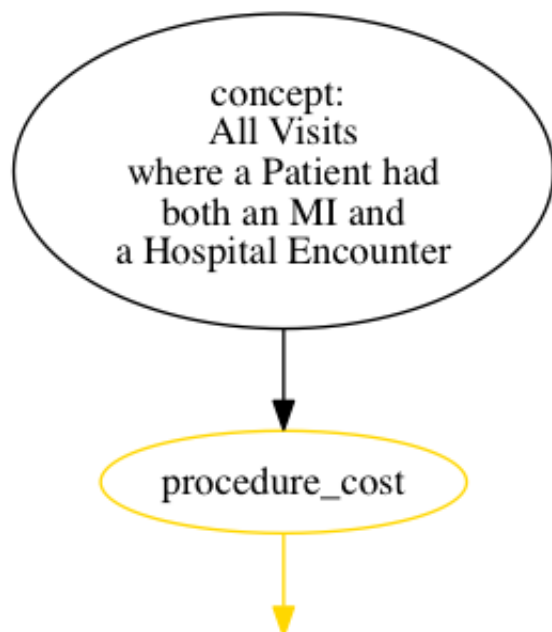 concept:
All Visits
where a Patient had
both an MI and
a Hospital Encounter
procedure_cost